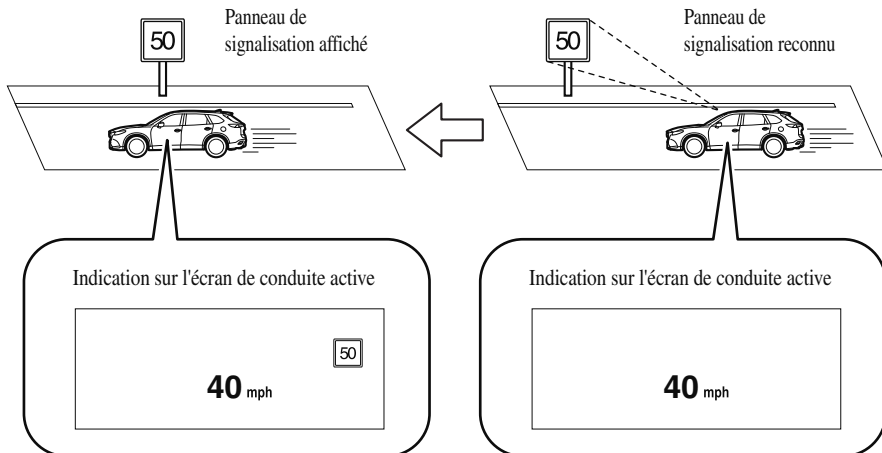 50
Panneau de
signalisation affiché
50
Panneau de
signalisation reconnu
Indication sur l'écran de conduite active
50
40 mph
Indication sur l'écran de conduite active
40 mph